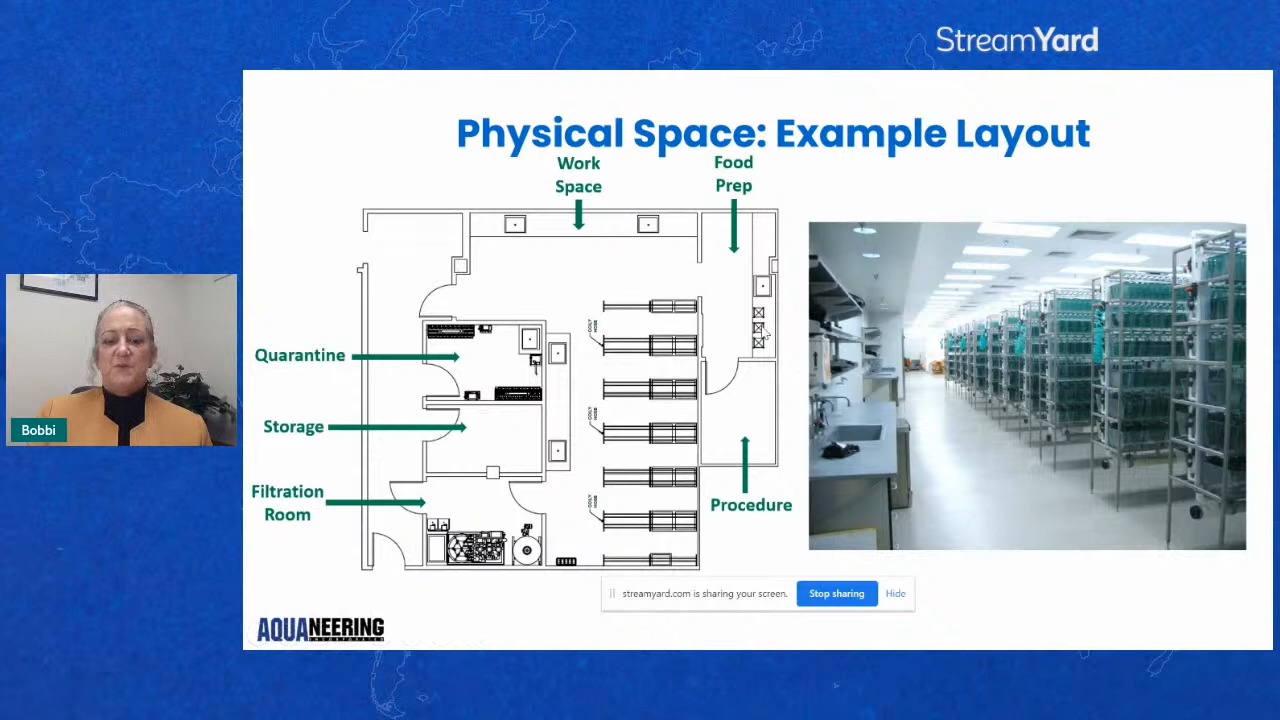 StreamYard
Physical Space: Example Layout
Work
Space
Food
Prep
Quarantine
Storage
Filtration
Room
Procedure
Bobbi
streamyard.com is sharing your screen.
Stop sharing
Hide
AQUANEERING
INCORPORATED